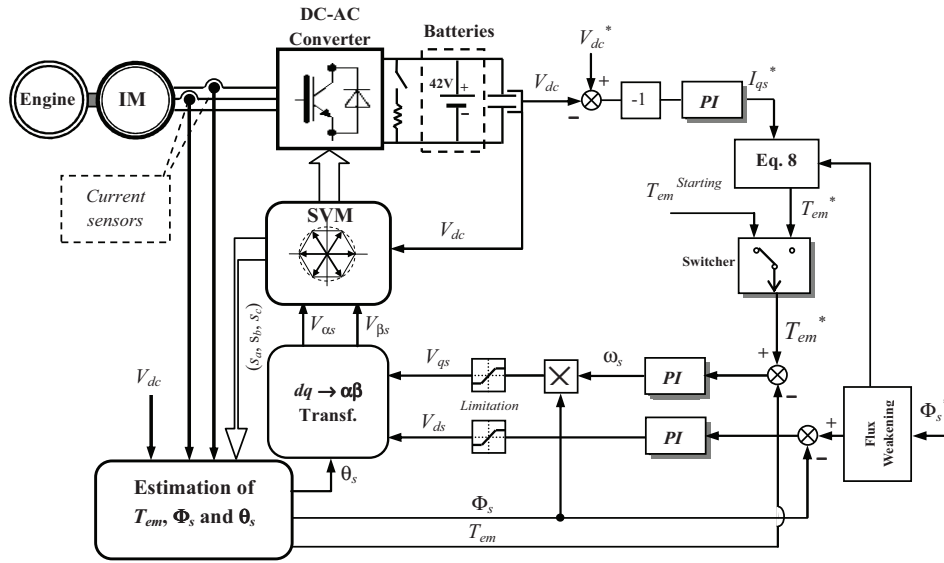 DC-AC
Converter
Batteries
V_dc^*
Engine
IM
42V
+
−
V_dc
+
−
-1
PI
I_qs^*
Eq. 8
Current
sensors
T_em^Starting
T_em^*
SVM
V_dc
Switcher
(s_a, s_b, s_c)
V_αs
V_βs
T_em^*
V_dc
dq → αβ
Transf.
V_qs
Limitation
ω_s
PI
+
−
V_ds
PI
+
−
Flux
Weakening
Φ_s^*
θ_s
Estimation of
T_em, Φ_s and θ_s
Φ_s
T_em